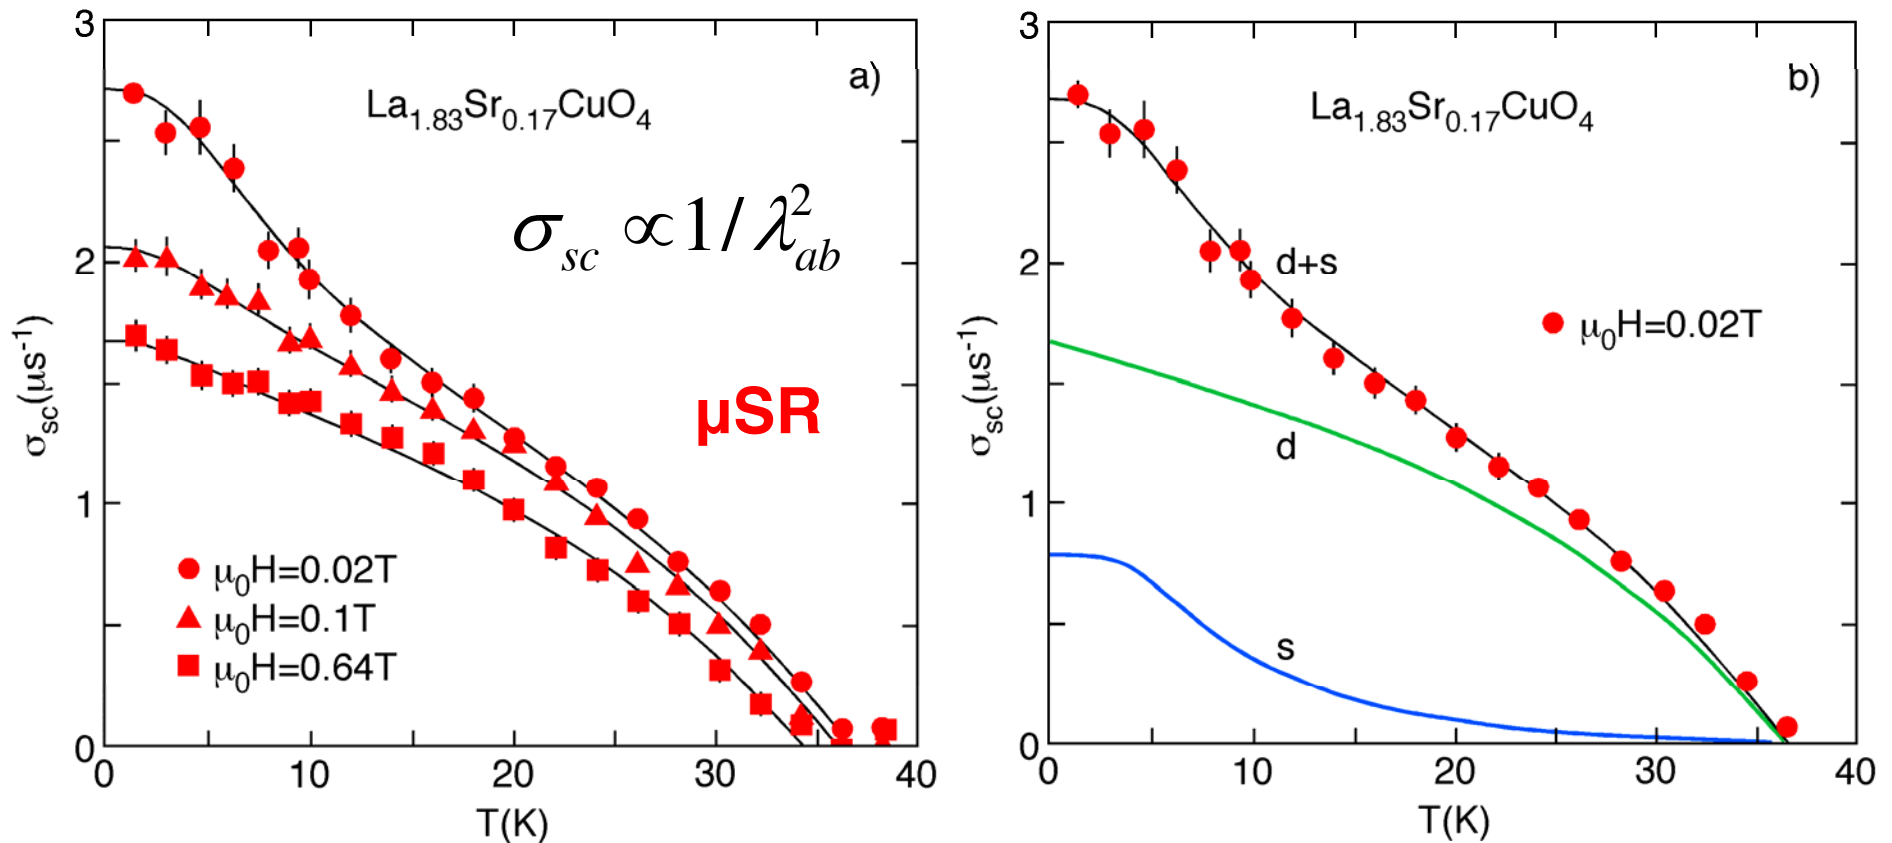 3
2
1
0
0
10
20
30
40
σsc(μs-1)
T(K)
a)
La1.83Sr0.17CuO4
σsc ∝1/ λ2ab
μSR
μ0H=0.02T
μ0H=0.1T
μ0H=0.64T
3
2
1
0
0
10
20
30
40
σsc(μs-1)
T(K)
b)
La1.83Sr0.17CuO4
d+s
μ0H=0.02T
d
s